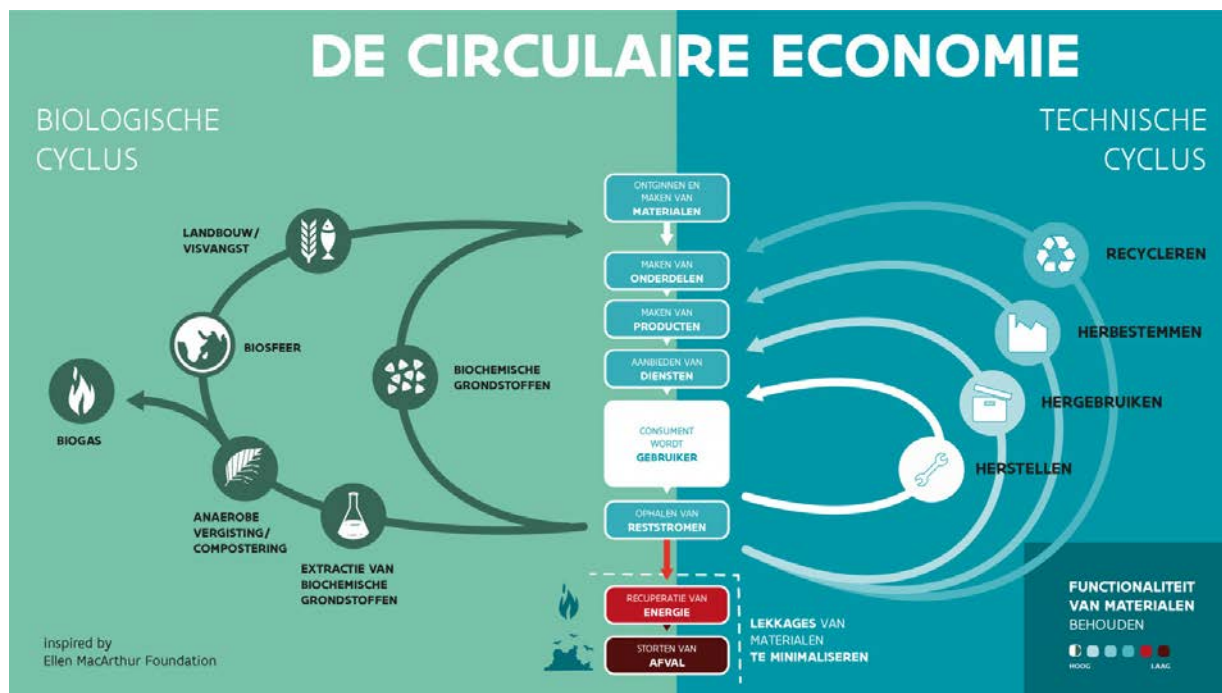 DE CIRCULAIRE ECONOMIE
BIOLOGISCHE
CYCLUS
TECHNISCHE
CYCLUS
ONTGINNEN EN
MAKEN VAN
MATERIALEN
MAKEN VAN
ONDERDELEN
MAKEN VAN
PRODUCTEN
AANBIEDEN VAN
DIENSTEN
CONSUMENT
WORDT
GEBRUIKER
OPHALEN VAN
RESTSTROMEN
RECUPERATIE VAN
ENERGIE
STORTEN VAN
AFVAL
LANDBOUW/
VISVANGST
BIOSFEER
BIOCHEMISCHE
GRONDSTOFFEN
BIOGAS
ANAEROBE
VERGISTING/
COMPOSTERING
EXTRACTIE VAN
BIOCHEMISCHE
GRONDSTOFFEN
RECYCLEREN
HERBESTEMMEN
HERGEBRUIKEN
HERSTELLEN
LEKKAGES VAN
MATERIALEN
TE MINIMALISEREN
FUNCTIONALITEIT
VAN MATERIALEN
BEHOUDEN
HOOG
LAAG
inspired by
Ellen MacArthur Foundation